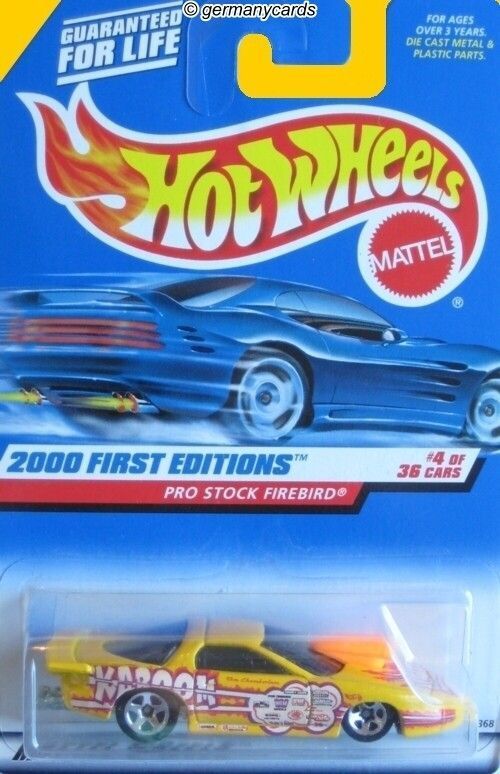 © germanycards
GUARANTEED
FOR LIFE
FOR AGES
OVER 3 YEARS.
DIE CAST METAL &
PLASTIC PARTS.
HOT WHEELS
MATTEL
®
2000 FIRST EDITIONS™
#4 OF
36 CARS
PRO STOCK FIREBIRD®
KABOOM
368